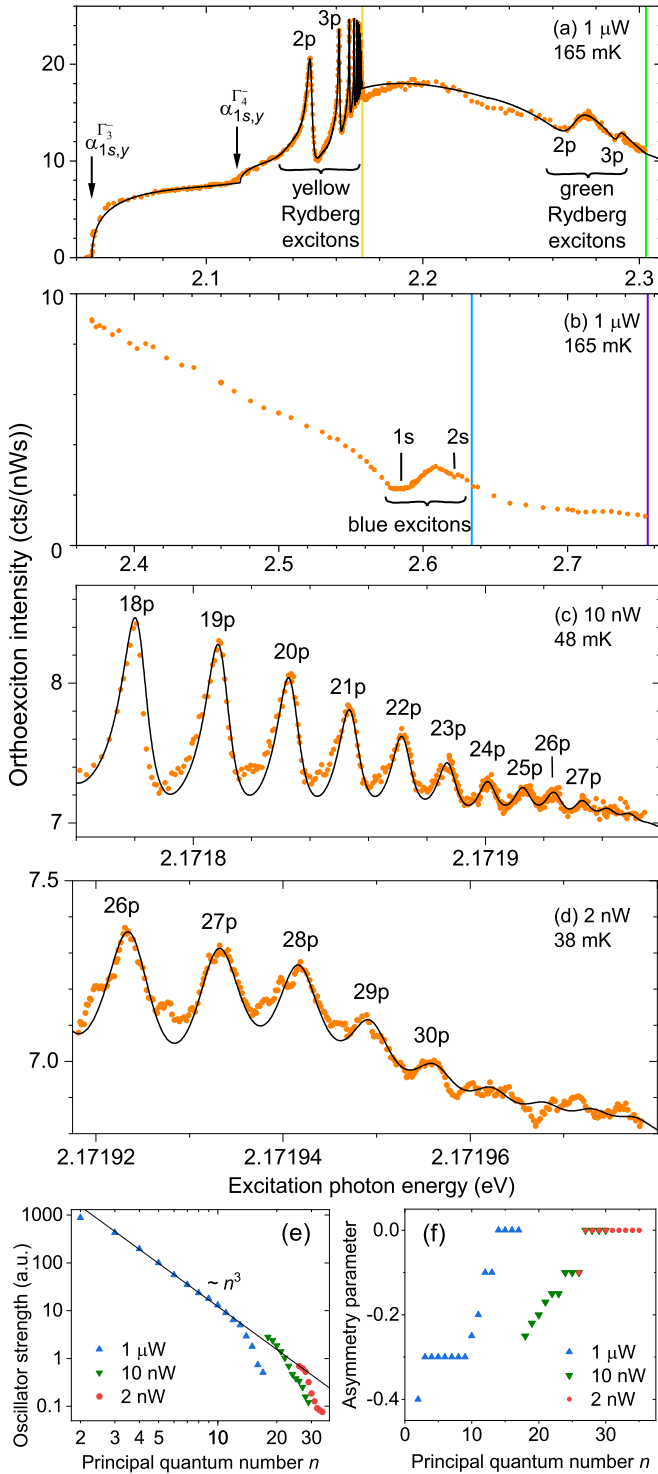 (a) 1 μW
165 mK
2p
3p
α1s,y Γ3−
α1s,y Γ4−
yellow
Rydberg
excitons
2p
3p
green
Rydberg
excitons
0
10
20
2.1
2.2
2.3
(b) 1 μW
165 mK
1s
2s
blue excitons
0
5
10
2.4
2.5
2.6
2.7
Orthoexciton intensity (cts/(nWs))
(c) 10 nW
48 mK
18p
19p
20p
21p
22p
23p
24p
25p
26p
27p
7
8
2.1718
2.1719
(d) 2 nW
38 mK
26p
27p
28p
29p
30p
7.0
7.5
2.17192
2.17194
2.17196
Excitation photon energy (eV)
(e)
~ n3
1 μW
10 nW
2 nW
Oscillator strength (a.u.)
1000
100
10
1
0.1
2
3
4
5
10
20
30
Principal quantum number n
(f)
1 μW
10 nW
2 nW
Asymmetry parameter
0.0
-0.2
-0.4
0
10
20
30
40
Principal quantum number n